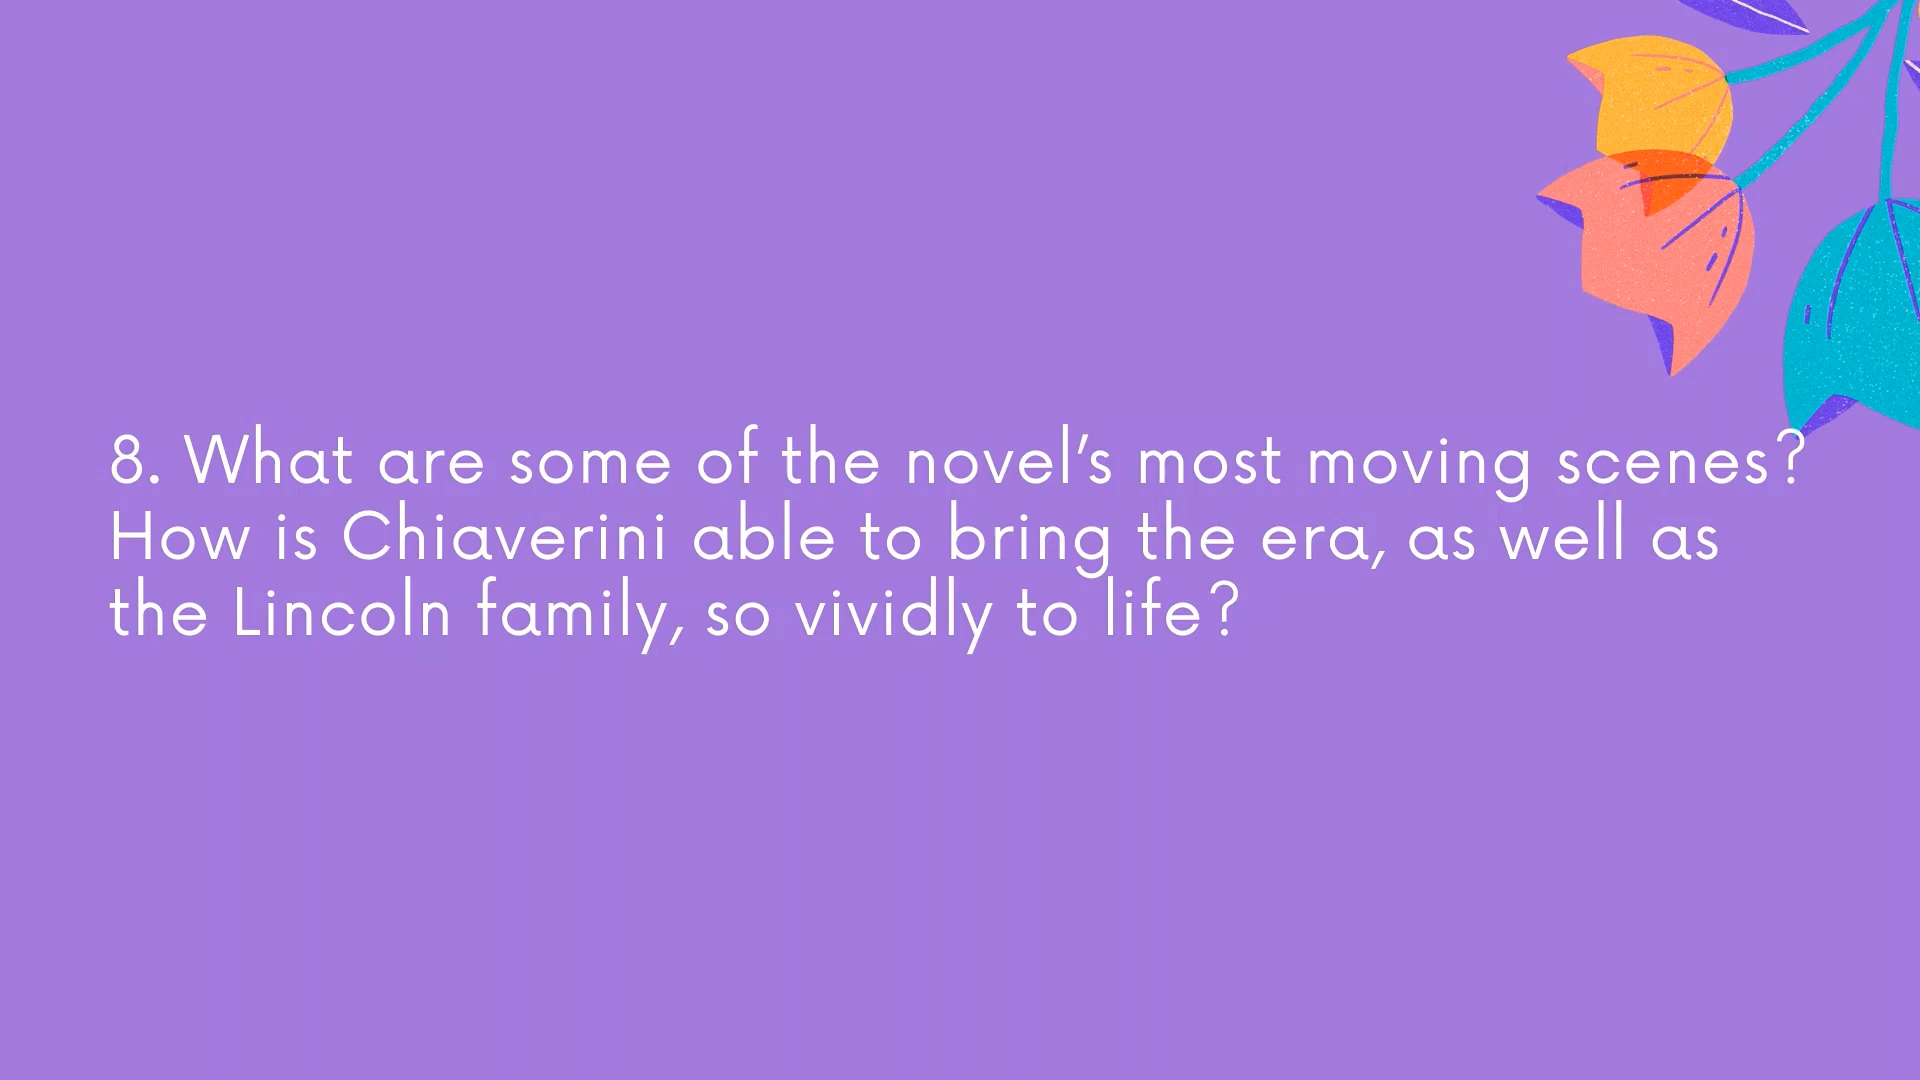 8. What are some of the novel’s most moving scenes?
How is Chiaverini able to bring the era, as well as
the Lincoln family, so vividly to life?